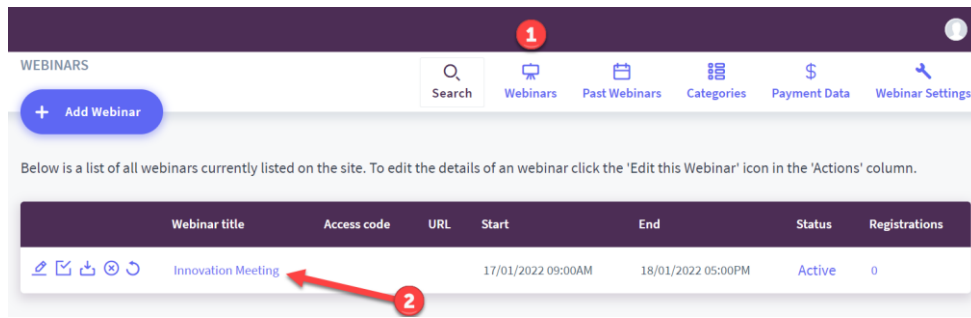 1
WEBINARS
Search Webinars Past Webinars Categories Payment Data Webinar Settings
+ Add Webinar
Below is a list of all webinars currently listed on the site. To edit the details of an webinar click the 'Edit this Webinar' icon in the 'Actions' column.
Webinar title Access code URL Start End Status Registrations
Innovation Meeting 17/01/2022 09:00AM 18/01/2022 05:00PM Active 0
2